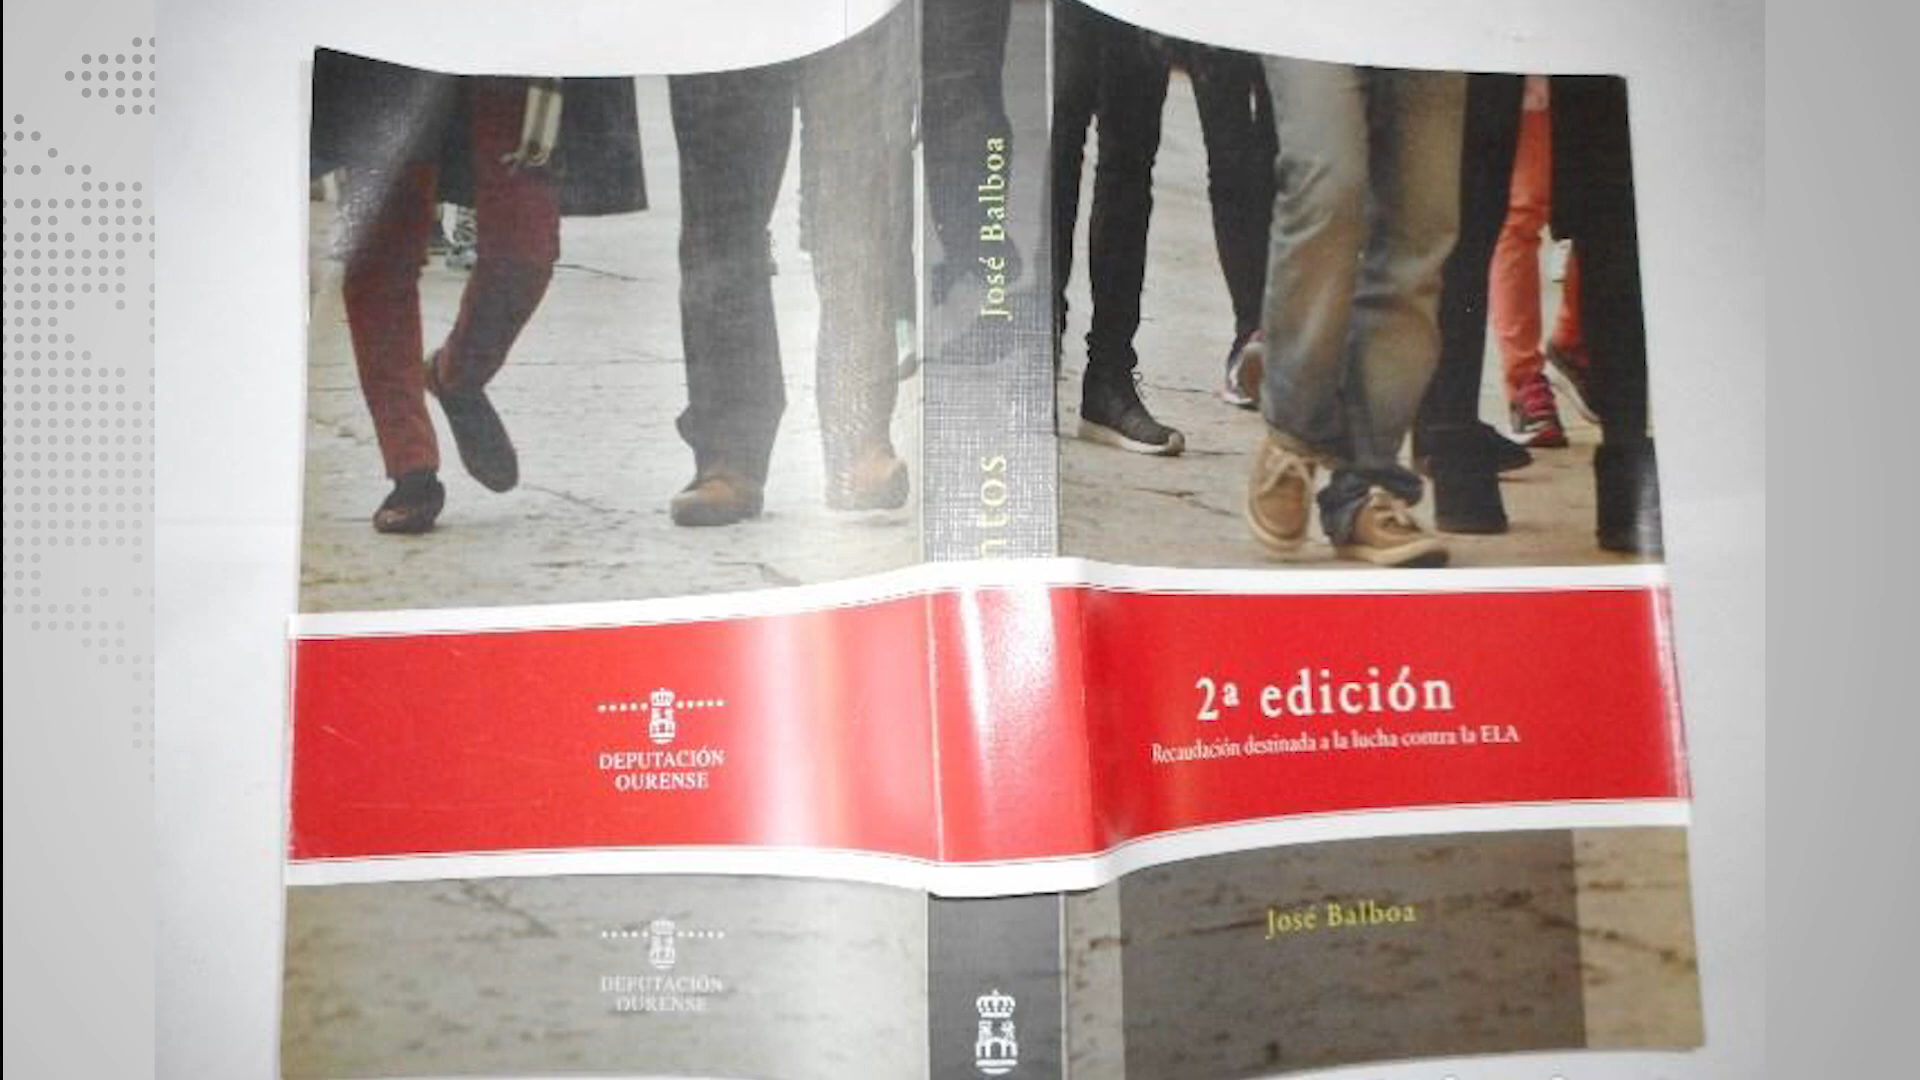 José Balboa
ntos
DEPUTACIÓN
OURENSE
2ª edición
Recaudación destinada a la lucha contra la ELA
DEPUTACIÓN
OURENSE
José Balboa